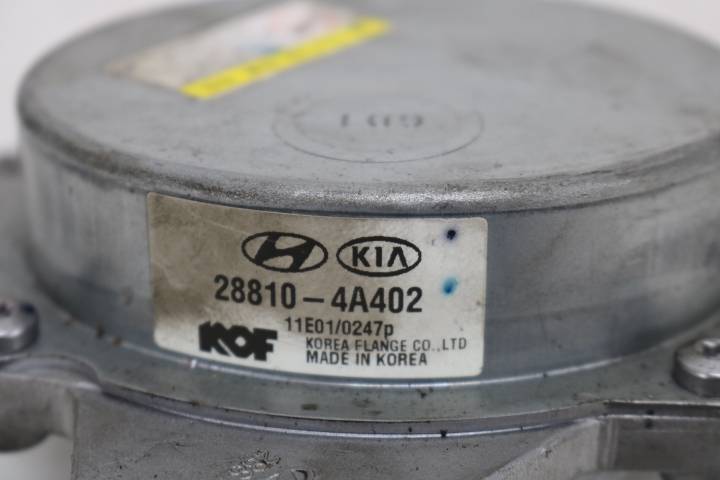 KIA
28810-4A402
11E01/0247p
KOF
KOREA FLANGE CO.,LTD
MADE IN KOREA